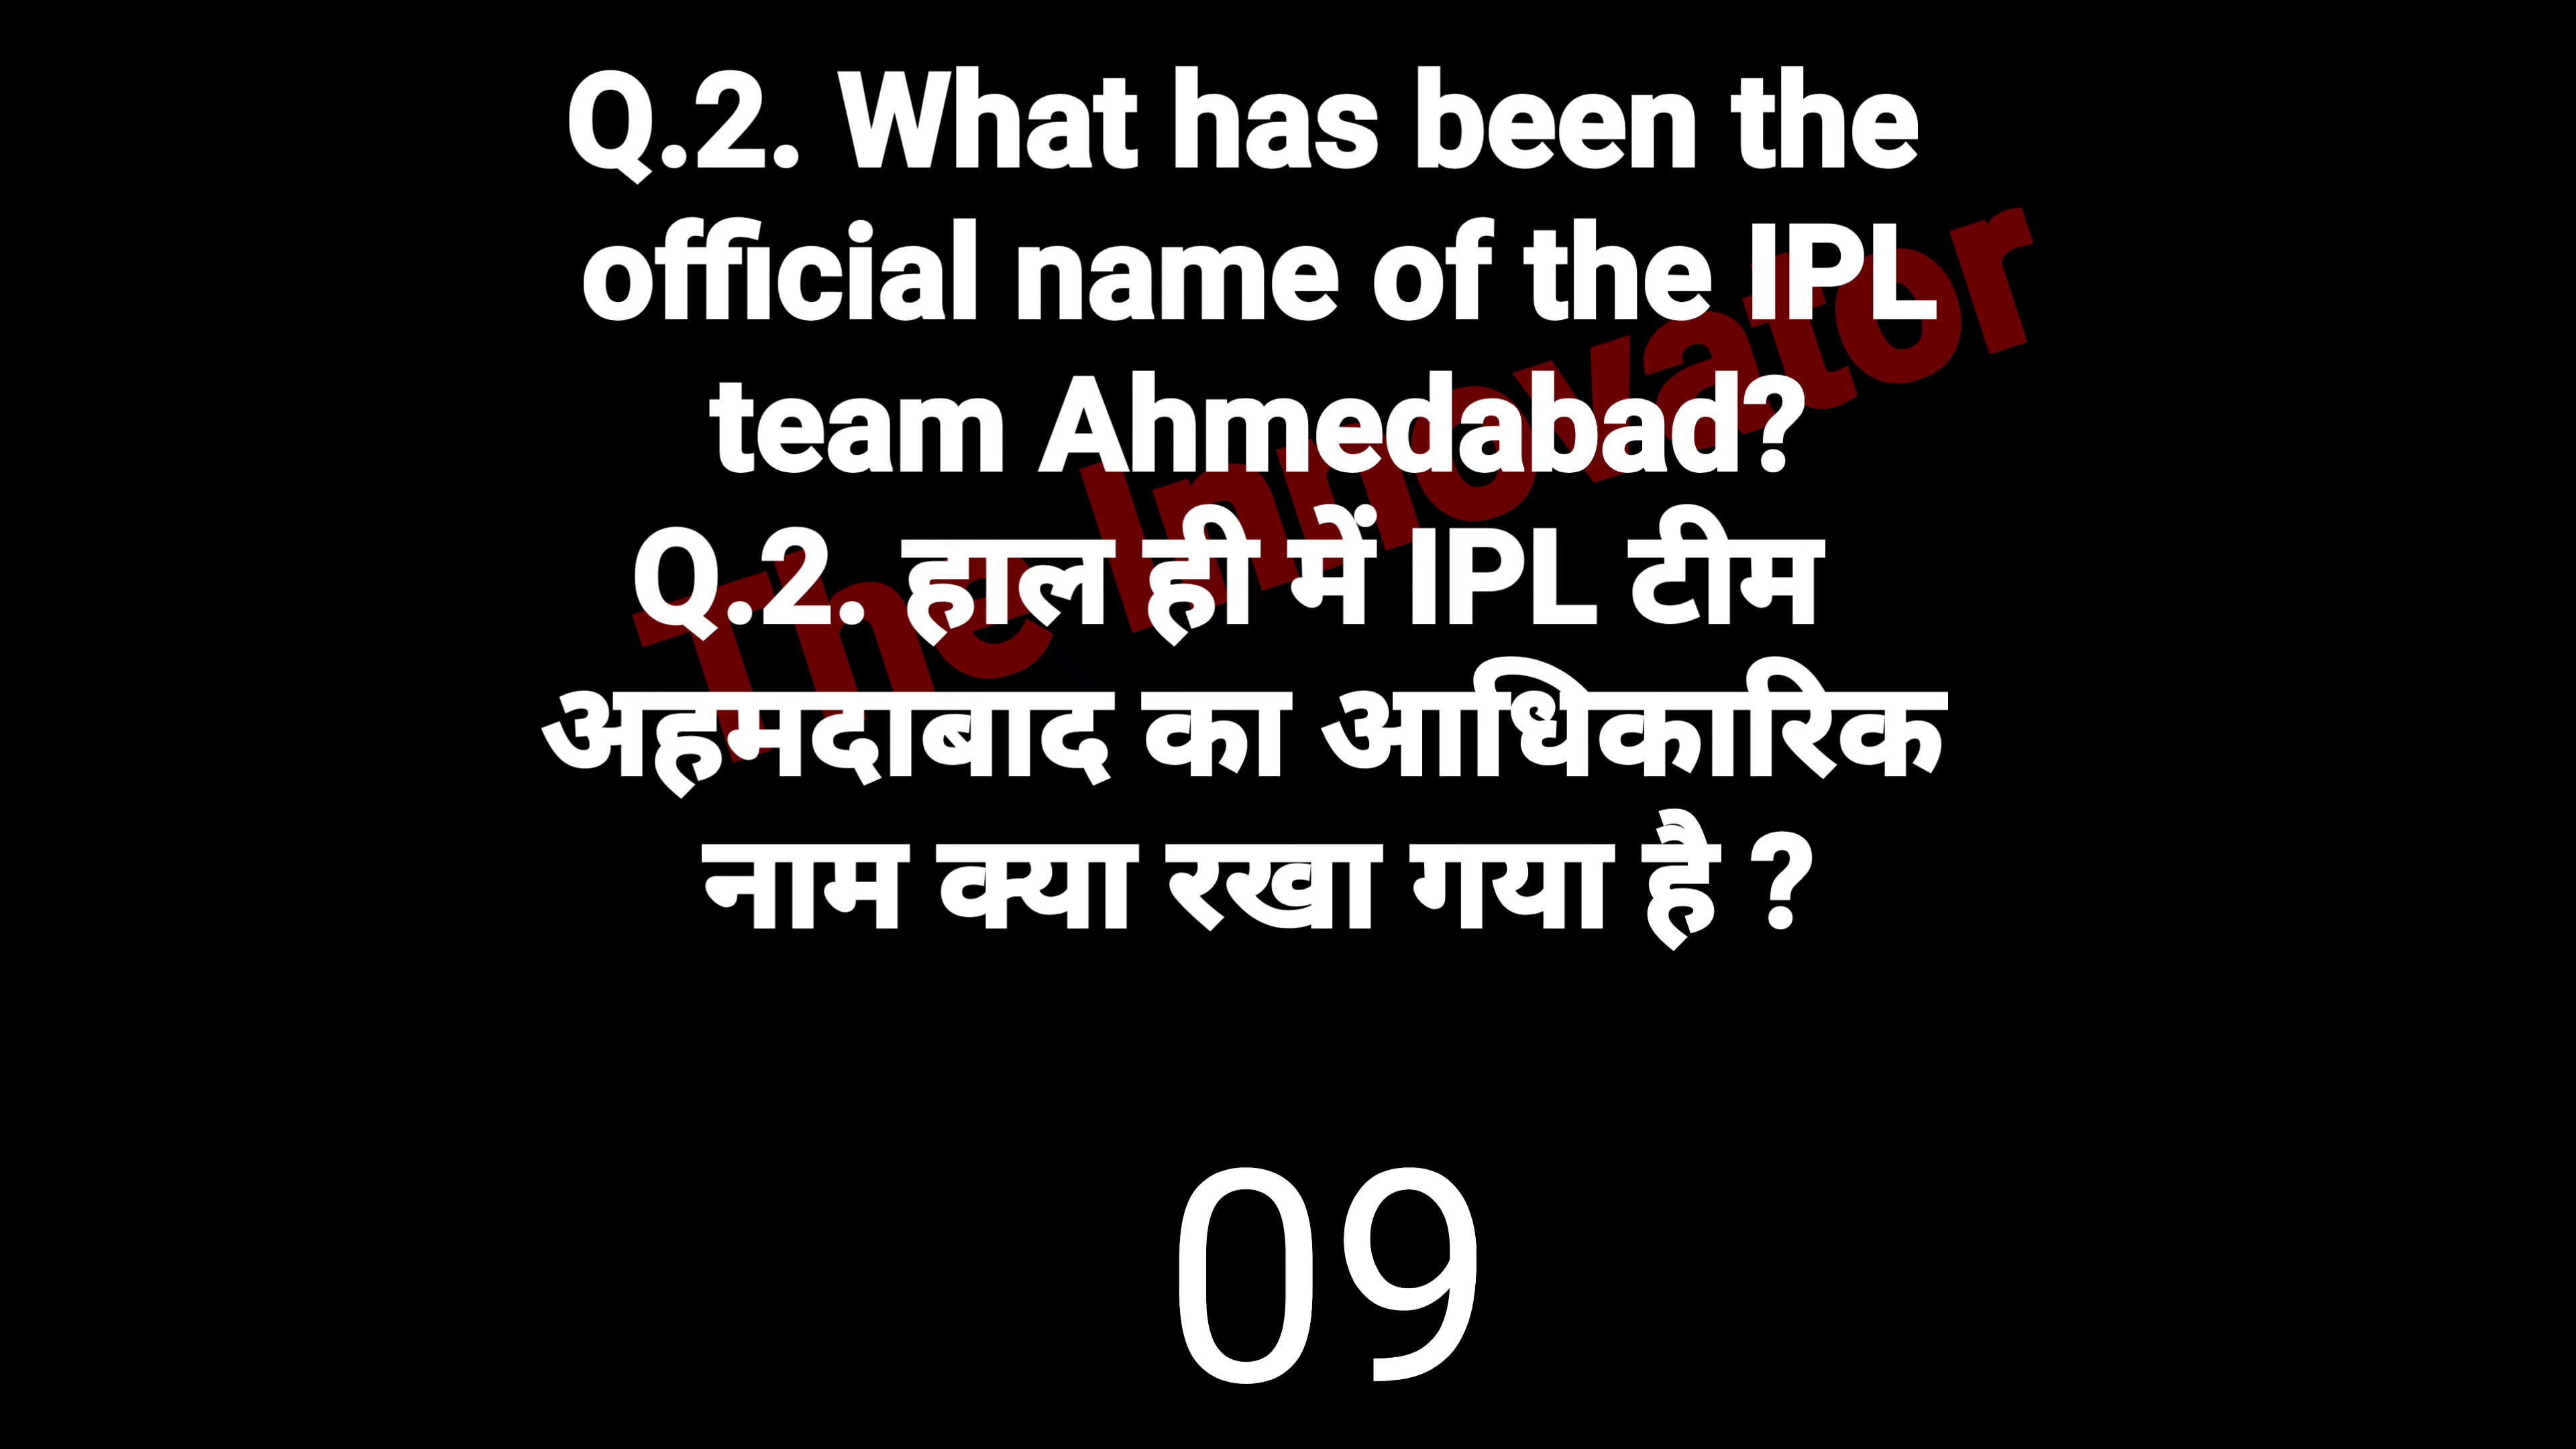 Q.2. What has been the
official name of the IPL
team Ahmedabad?
Q.2. हाल ही में IPL टीम
अहमदाबाद का आधिकारिक
नाम क्या रखा गया है ?
The Innovator
09